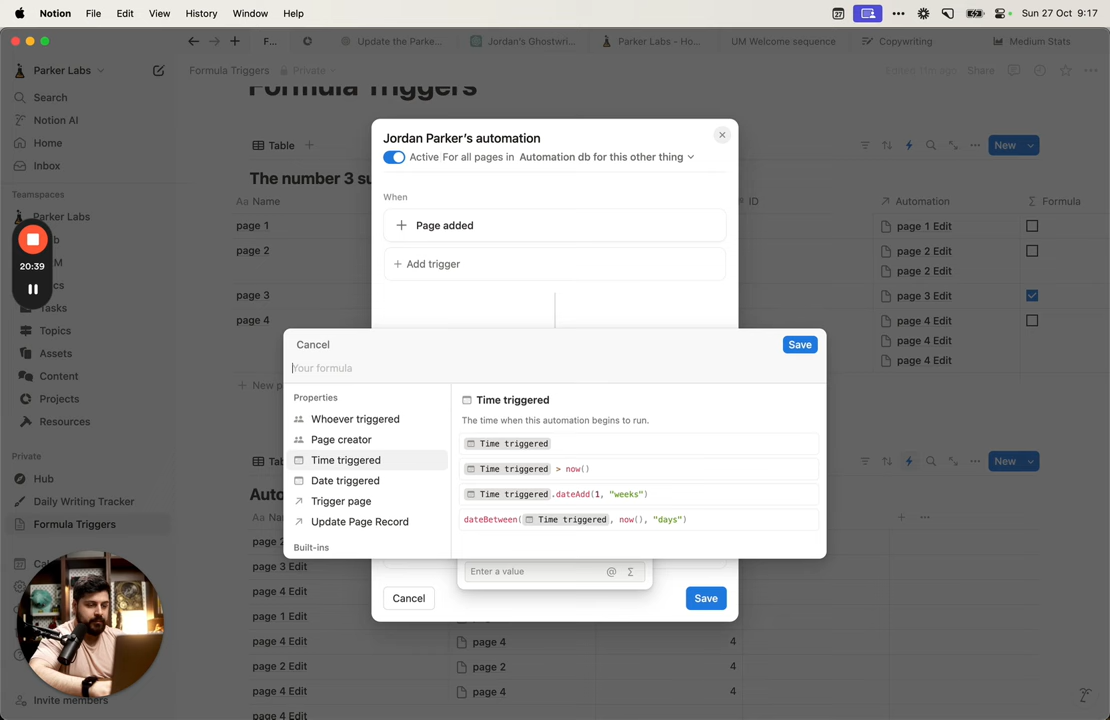 Notion File Edit View History Window Help
27
Sun 27 Oct 9:17
F...
Update the Parke...
Jordan's Ghostwri...
Parker Labs - Ho...
UM Welcome sequence
Copywriting
Medium Stats
Parker Labs
Search
Notion AI
Home
Inbox
Teamspaces
Parker Labs
Tasks
Topics
Assets
Content
Projects
Resources
Private
Hub
Daily Writing Tracker
Formula Triggers
Invite members
20:39
Formula Triggers Private
Edited 11m ago Share
Formula Triggers
Table
New
The number 3 su
Aa Name
ID
Automation
Σ Formula
page 1
page 1 Edit
page 2
page 2 Edit
page 2 Edit
page 3
page 3 Edit
page 4
page 4 Edit
page 4 Edit
page 4 Edit
+ New p
Jordan Parker's automation
Active For all pages in Automation db for this other thing
When
Page added
+ Add trigger
Cancel
Save
Your formula
Properties
Whoever triggered
Page creator
Time triggered
Date triggered
Trigger page
Update Page Record
Built-ins
Time triggered
The time when this automation begins to run.
Time triggered
Time triggered > now()
Time triggered.dateAdd(1, "weeks")
dateBetween(Time triggered, now(), "days")
Enter a value @ Σ
Cancel
Save
New
page 3 Edit
page 4 Edit
page 1 Edit
page 4 Edit
page 4 4
page 2 Edit
page 2 4
page 4 Edit
page 4 4
page 4 Edit